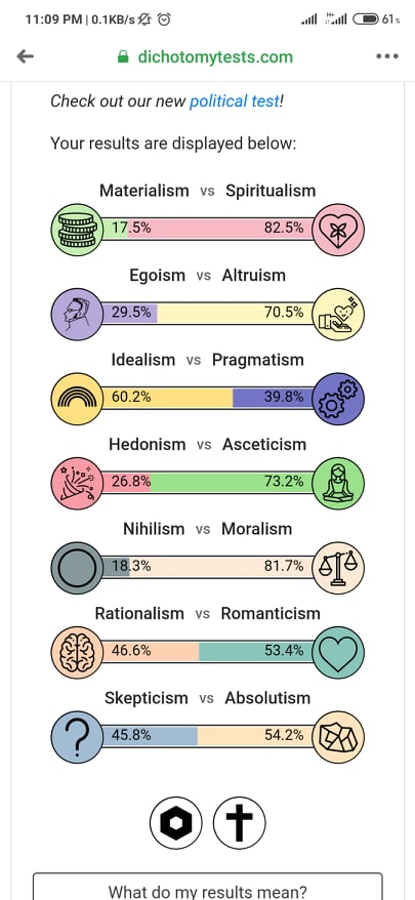 11:09 PM | 0.1KB/s
61%
dichotomytests.com
Check out our new political test!
Your results are displayed below:
Materialism vs Spiritualism
17.5% 82.5%
Egoism vs Altruism
29.5% 70.5%
Idealism vs Pragmatism
60.2% 39.8%
Hedonism vs Asceticism
26.8% 73.2%
Nihilism vs Moralism
18.3% 81.7%
Rationalism vs Romanticism
46.6% 53.4%
Skepticism vs Absolutism
?
45.8% 54.2%
What do my results mean?